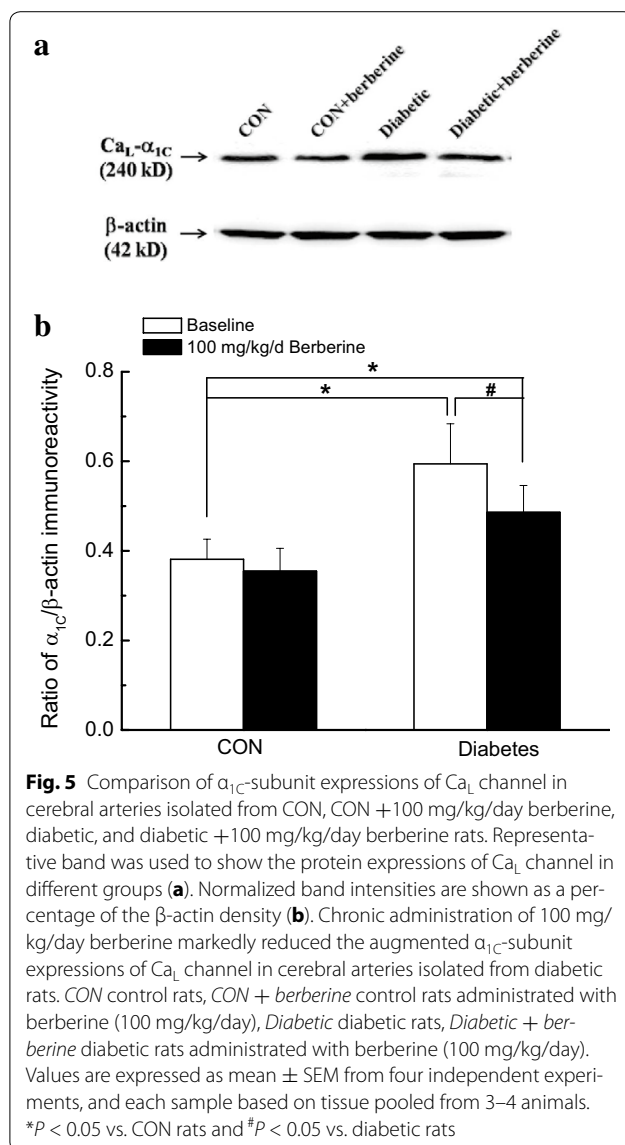 a
CON
CON+berberine
Diabetic
Diabetic+berberine
CaL-α1C
(240 kD)
β-actin
(42 kD)
b
Baseline
100 mg/kg/d Berberine
0.8
*
*
#
0.6
0.4
0.2
0.0
Ratio of α1C/β-actin immunoreactivity
CON
Diabetes
Fig. 5 Comparison of α1C-subunit expressions of CaL channel in
cerebral arteries isolated from CON, CON +100 mg/kg/day berberine,
diabetic, and diabetic +100 mg/kg/day berberine rats. Representa-
tive band was used to show the protein expressions of CaL channel in
different groups (a). Normalized band intensities are shown as a per-
centage of the β-actin density (b). Chronic administration of 100 mg/
kg/day berberine markedly reduced the augmented α1C-subunit
expressions of CaL channel in cerebral arteries isolated from diabetic
rats. CON control rats, CON + berberine control rats administrated with
berberine (100 mg/kg/day), Diabetic diabetic rats, Diabetic + ber-
berine diabetic rats administrated with berberine (100 mg/kg/day).
Values are expressed as mean ± SEM from four independent experi-
ments, and each sample based on tissue pooled from 3–4 animals.
*P < 0.05 vs. CON rats and #P < 0.05 vs. diabetic rats